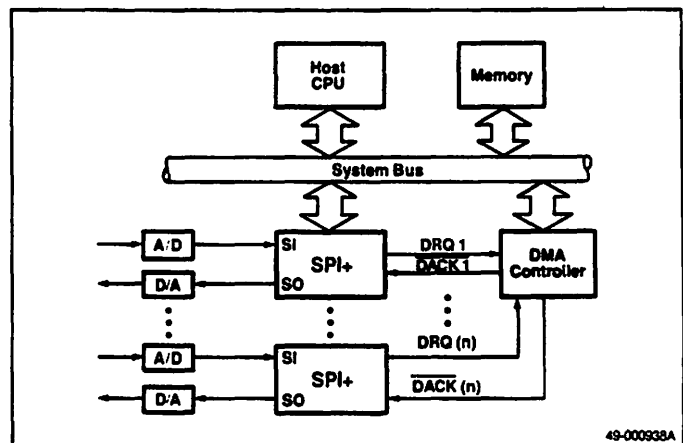 Host
CPU
Memory
System Bus
A/D
SI
SPI+
DRQ 1
DACK 1
DMA
Controller
D/A
SO
A/D
SI
SPI+
DRQ (n)
D/A
SO
DACK (n)
49-000938A